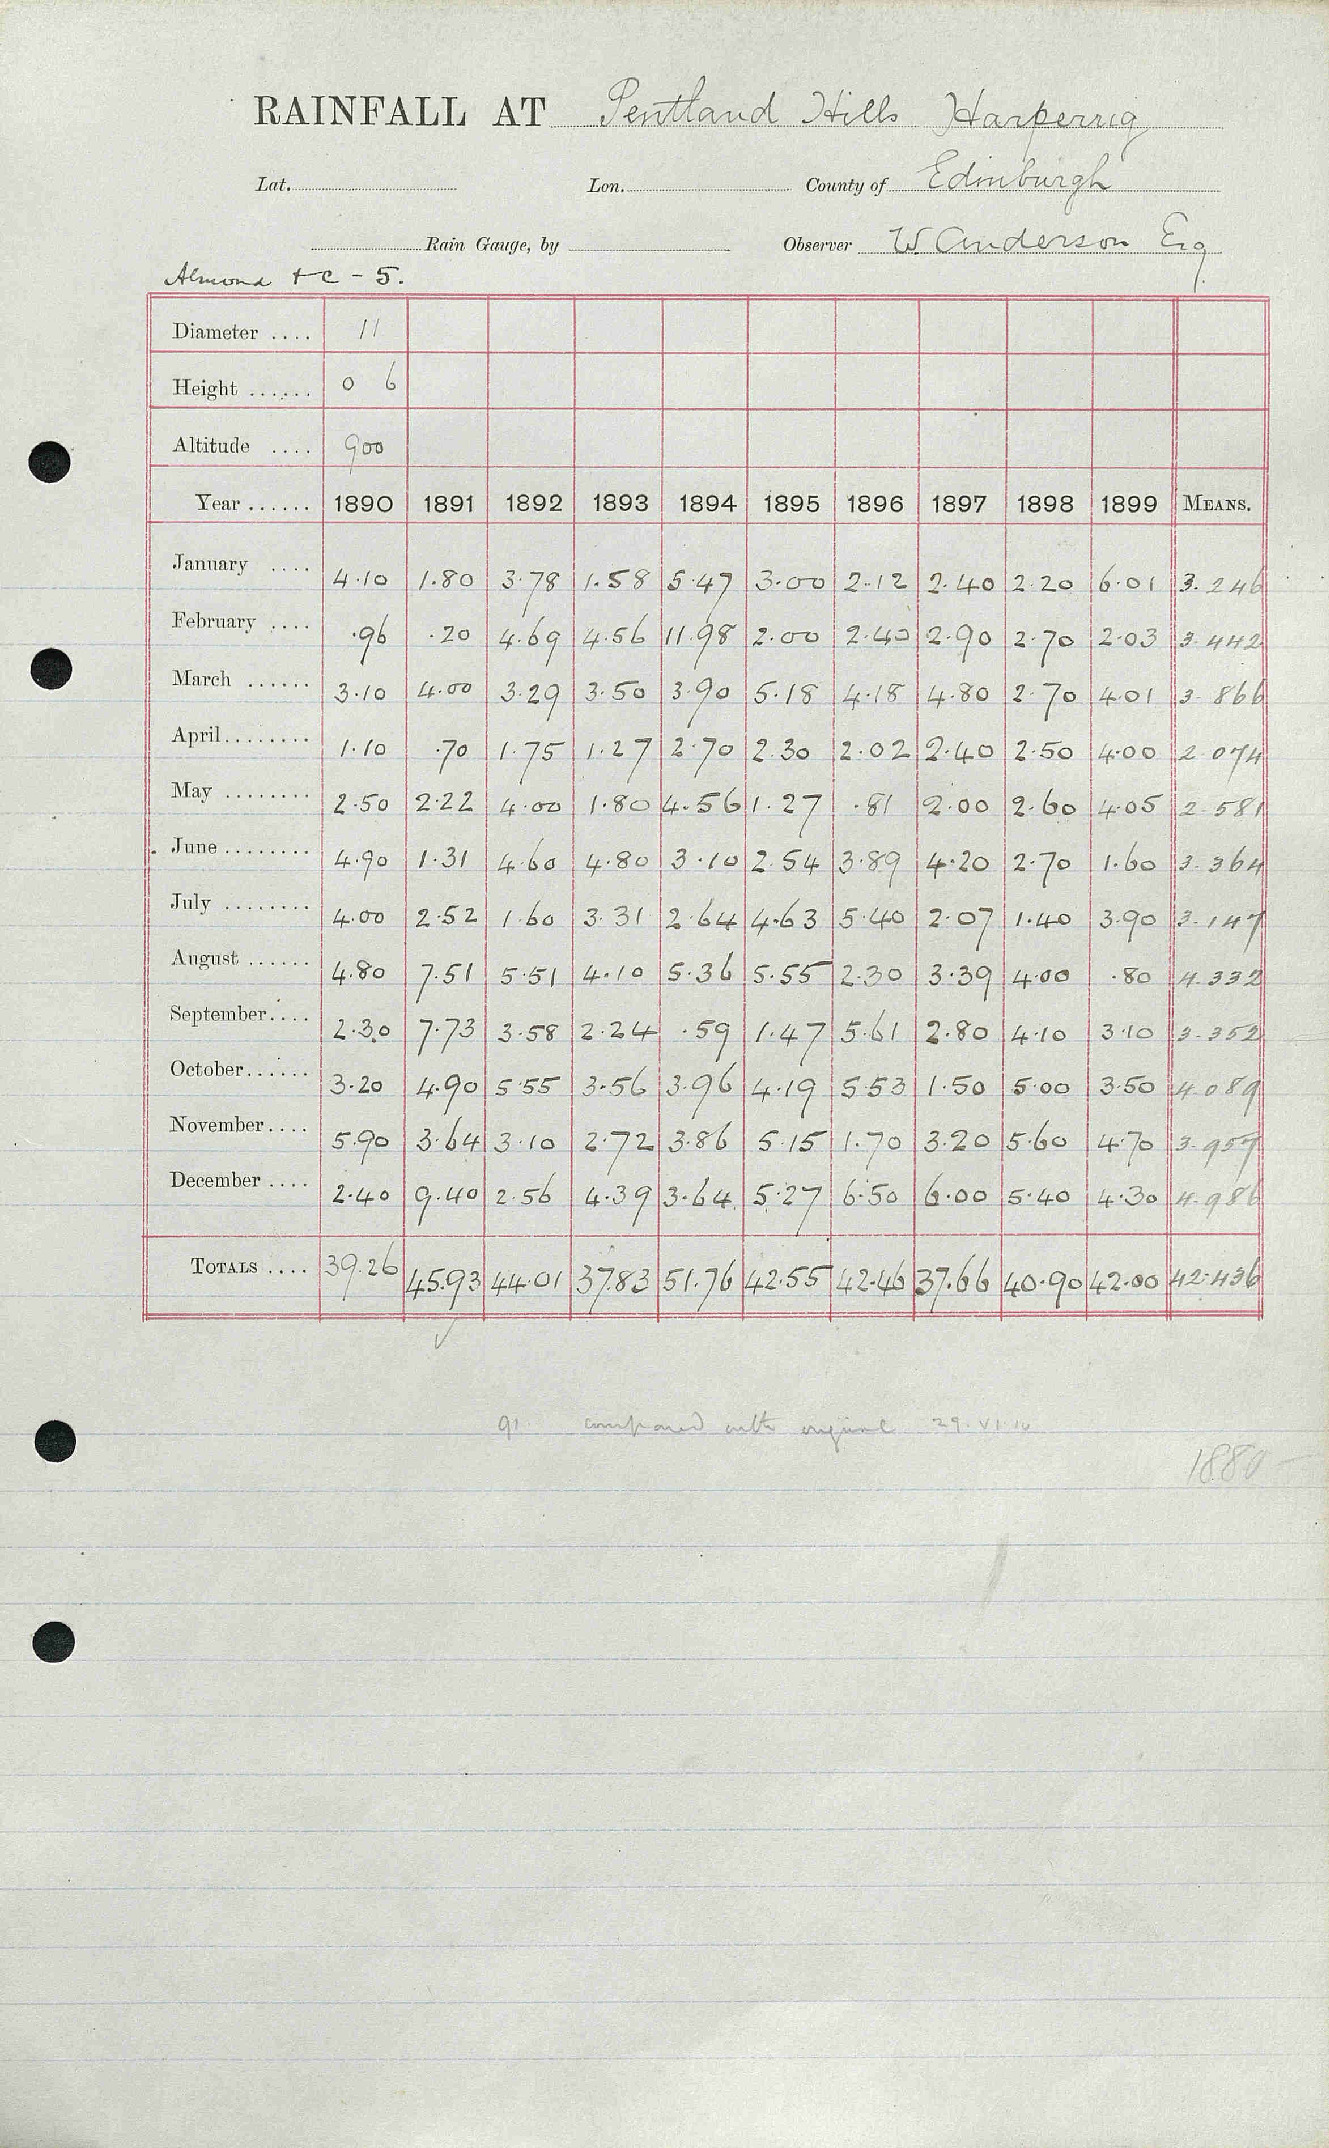 RAINFALL AT Pentland Hills Harperrig
Lat. Lon. County of Edinburgh
Rain Gauge, by Observer W. Anderson Esq.
Almond & c - 5.
Diameter .... 11
Height ...... 0 6
Altitude .... 900
Year ...... 1890 1891 1892 1893 1894 1895 1896 1897 1898 1899 MEANS.
January .... 4.10 1.80 3.78 1.58 5.47 3.00 2.12 2.40 2.20 6.01 3.246
February .... .96 .20 4.69 4.56 11.98 2.00 2.40 2.90 2.70 2.03 3.442
March ...... 3.10 4.00 3.29 3.50 3.90 5.18 4.18 4.80 2.70 4.01 3.866
April ........ 1.10 .70 1.75 1.27 2.70 2.30 2.02 2.40 2.50 4.00 2.074
May ........ 2.50 2.22 4.00 1.80 4.56 1.27 .81 2.00 2.60 4.05 2.581
June ........ 4.90 1.31 4.60 4.80 3.10 2.54 3.89 4.20 2.70 1.60 3.364
July ........ 4.00 2.52 1.60 3.31 2.64 4.63 5.40 2.07 1.40 3.90 3.147
August ...... 4.80 7.51 5.51 4.10 5.36 5.55 2.30 3.39 4.00 .80 4.332
September .... 2.30 7.73 3.58 2.24 .59 1.47 5.61 2.80 4.10 3.10 3.352
October ...... 3.20 4.90 5.55 3.56 3.96 4.19 5.53 1.50 5.00 3.50 4.089
November .... 5.90 3.64 3.10 2.72 3.86 5.15 1.70 3.20 5.60 4.70 3.957
December .... 2.40 9.40 2.56 4.39 3.64 5.27 6.50 6.00 5.40 4.30 4.986
TOTALS .... 39.26 45.93 44.01 37.83 51.76 42.55 42.46 37.66 40.90 42.00 42.436
91 compared with original 29.VI.10
1880 -